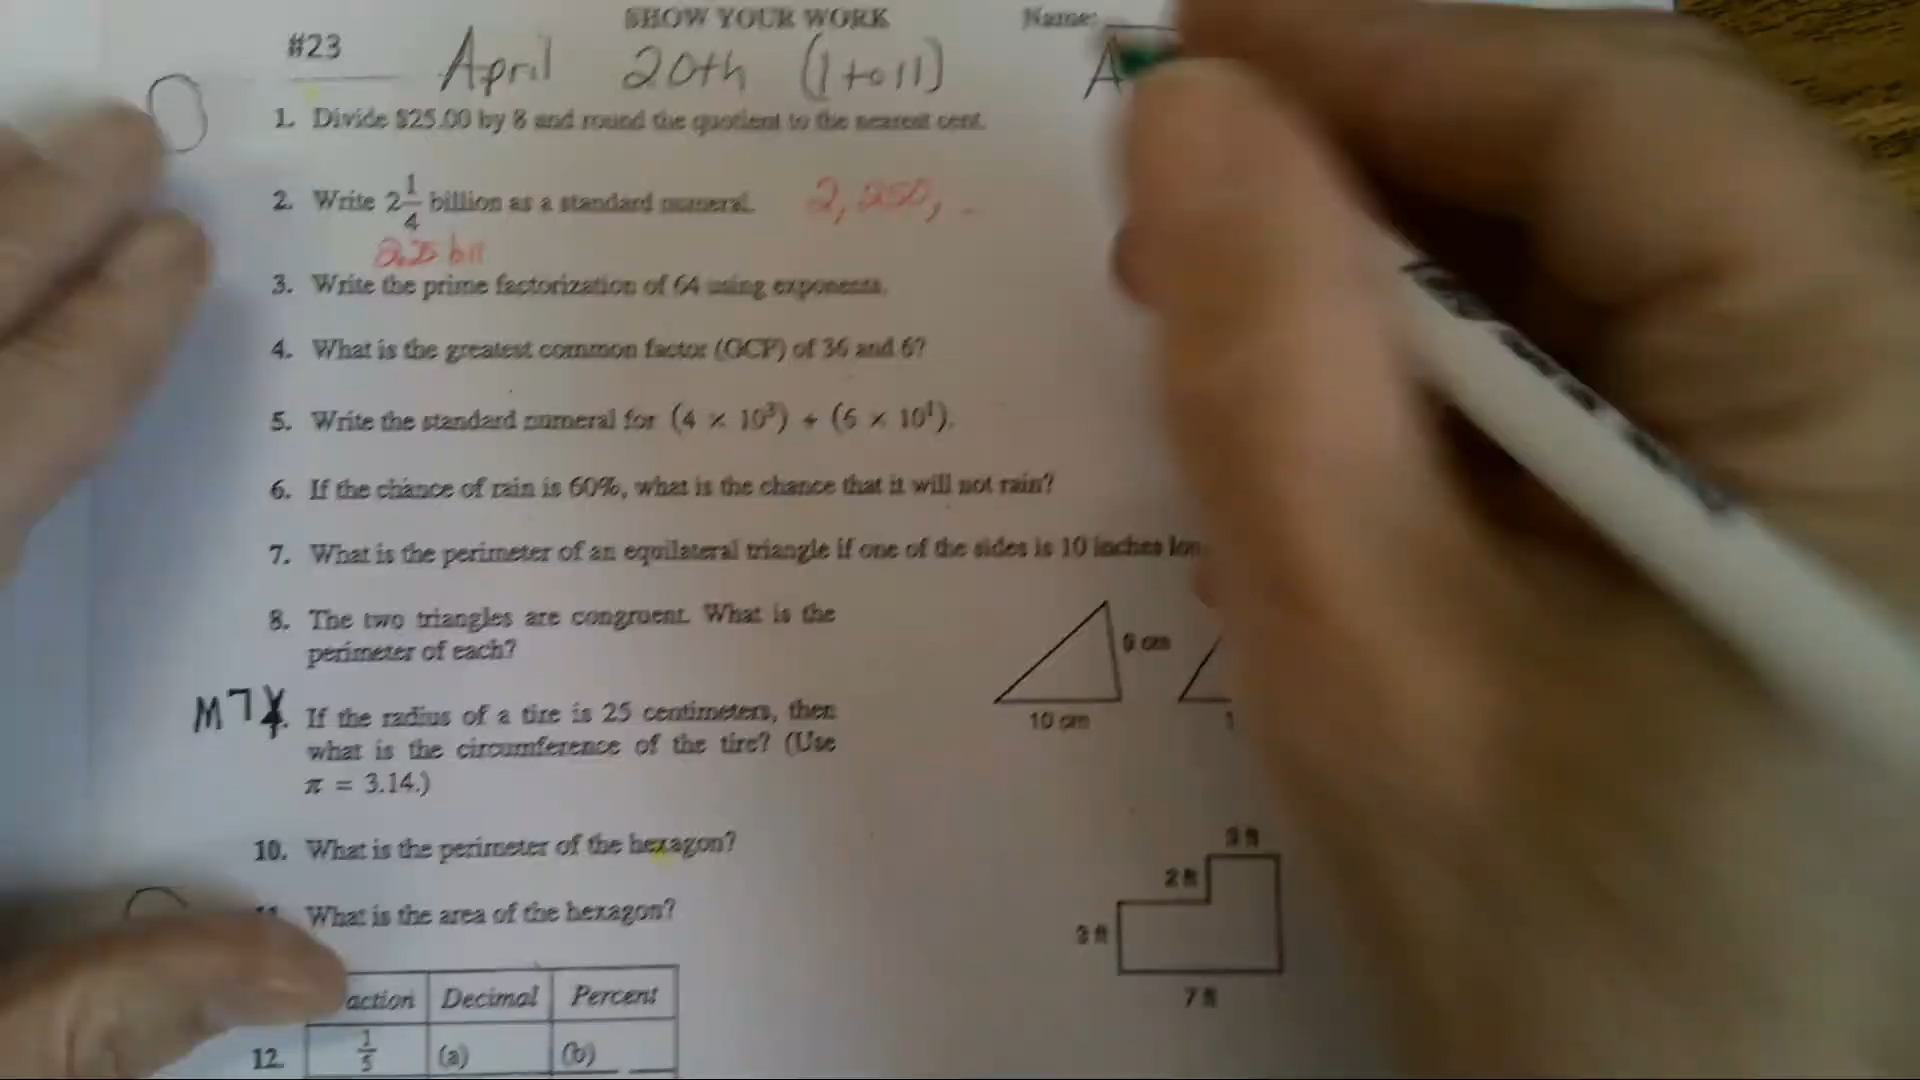 SHOW YOUR WORK Name:
#23 April 20th (1 to 11) A
1. Divide $25.00 by 8 and round the quotient to the nearest cent.
2. Write 2 1/4 billion as a standard numeral. 2,250,
2.25 bil
3. Write the prime factorization of 64 using exponents.
4. What is the greatest common factor (GCF) of 36 and 6?
5. Write the standard numeral for (4 × 10³) + (6 × 10¹).
6. If the chance of rain is 60%, what is the chance that it will not rain?
7. What is the perimeter of an equilateral triangle if one of the sides is 10 inches
8. The two triangles are congruent. What is the
perimeter of each?
10 cm 1
If the radius of a tire is 25 centimeters, then
what is the circumference of the tire? (Use
π = 3.14.)
10. What is the perimeter of the hexagon?
What is the area of the hexagon?
3 ft
2 ft
3 ft
7 ft
action Decimal Percent
12. 1/5 (a) (b)